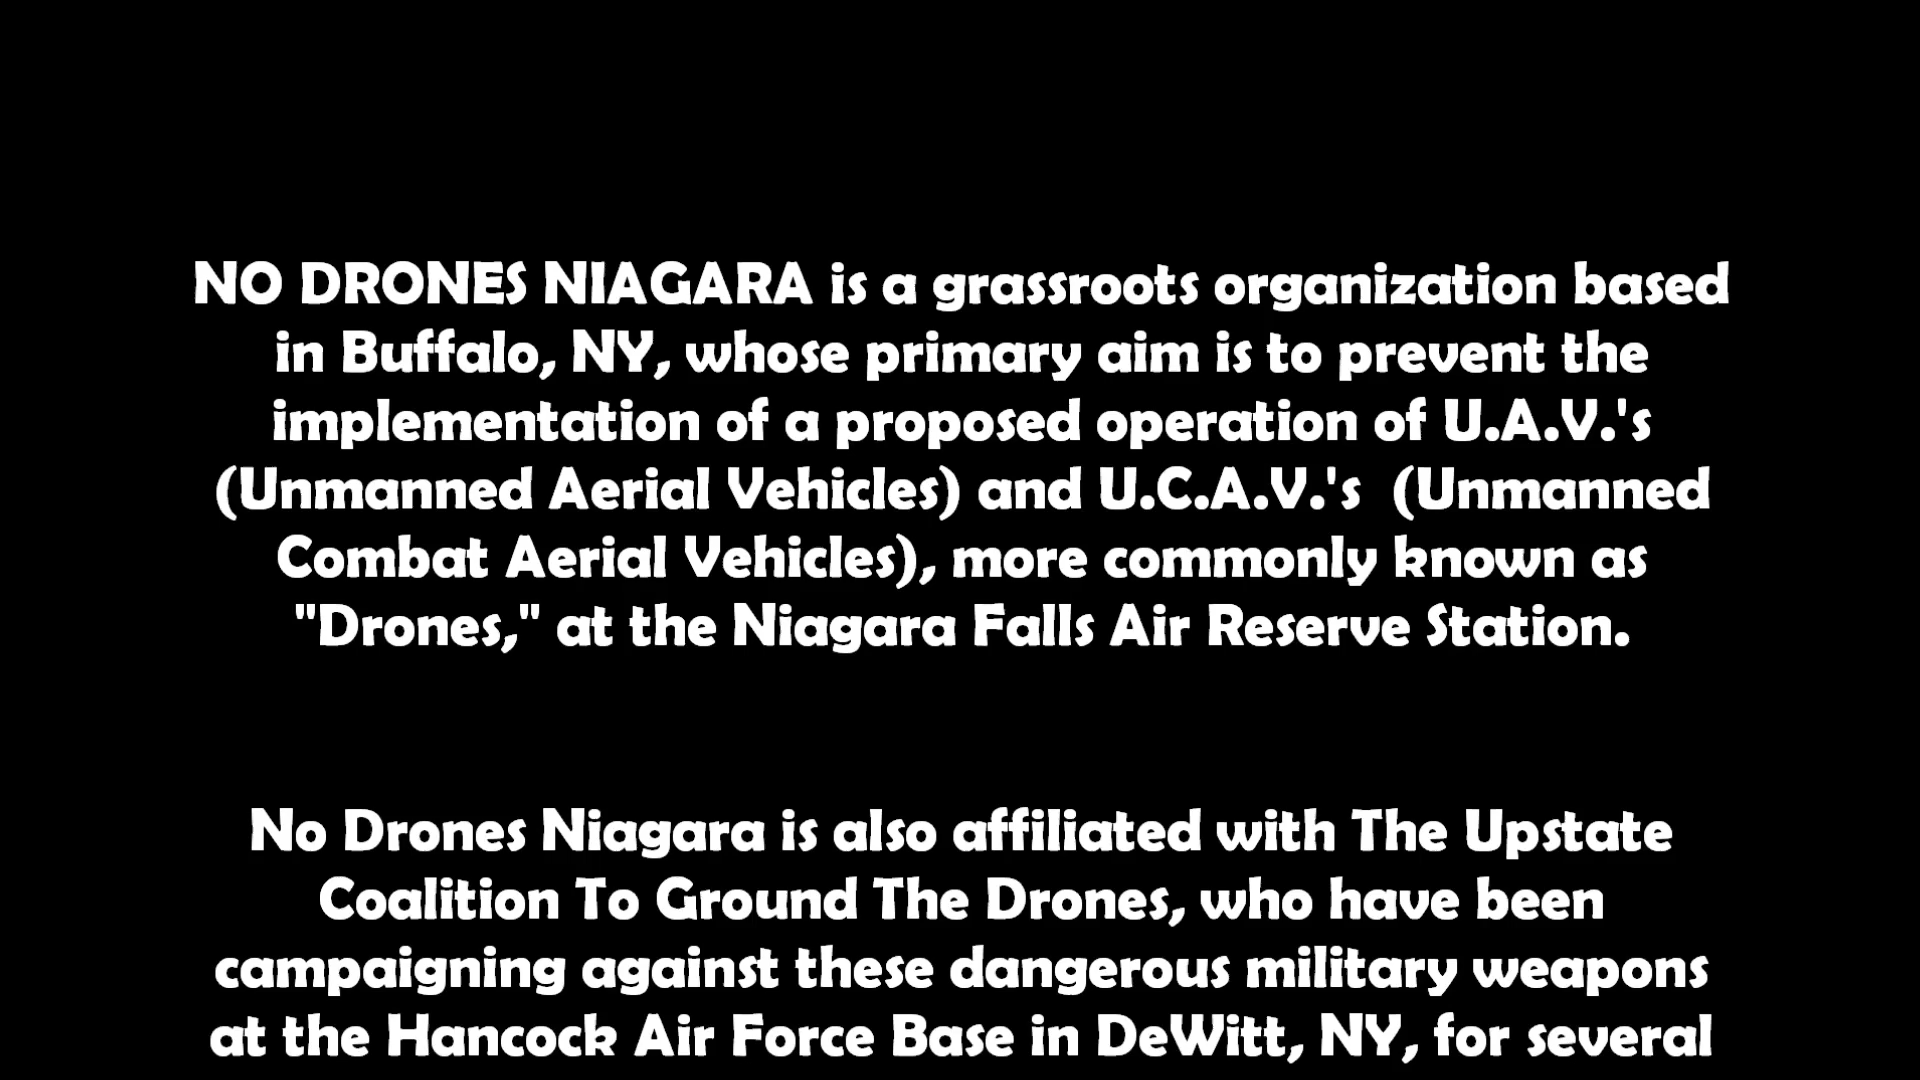 NO DRONES NIAGARA is a grassroots organization based
in Buffalo, NY, whose primary aim is to prevent the
implementation of a proposed operation of U.A.V.'s
(Unmanned Aerial Vehicles) and U.C.A.V.'s  (Unmanned
Combat Aerial Vehicles), more commonly known as
"Drones," at the Niagara Falls Air Reserve Station.
No Drones Niagara is also affiliated with The Upstate
Coalition To Ground The Drones, who have been
campaigning against these dangerous military weapons
at the Hancock Air Force Base in DeWitt, NY, for several